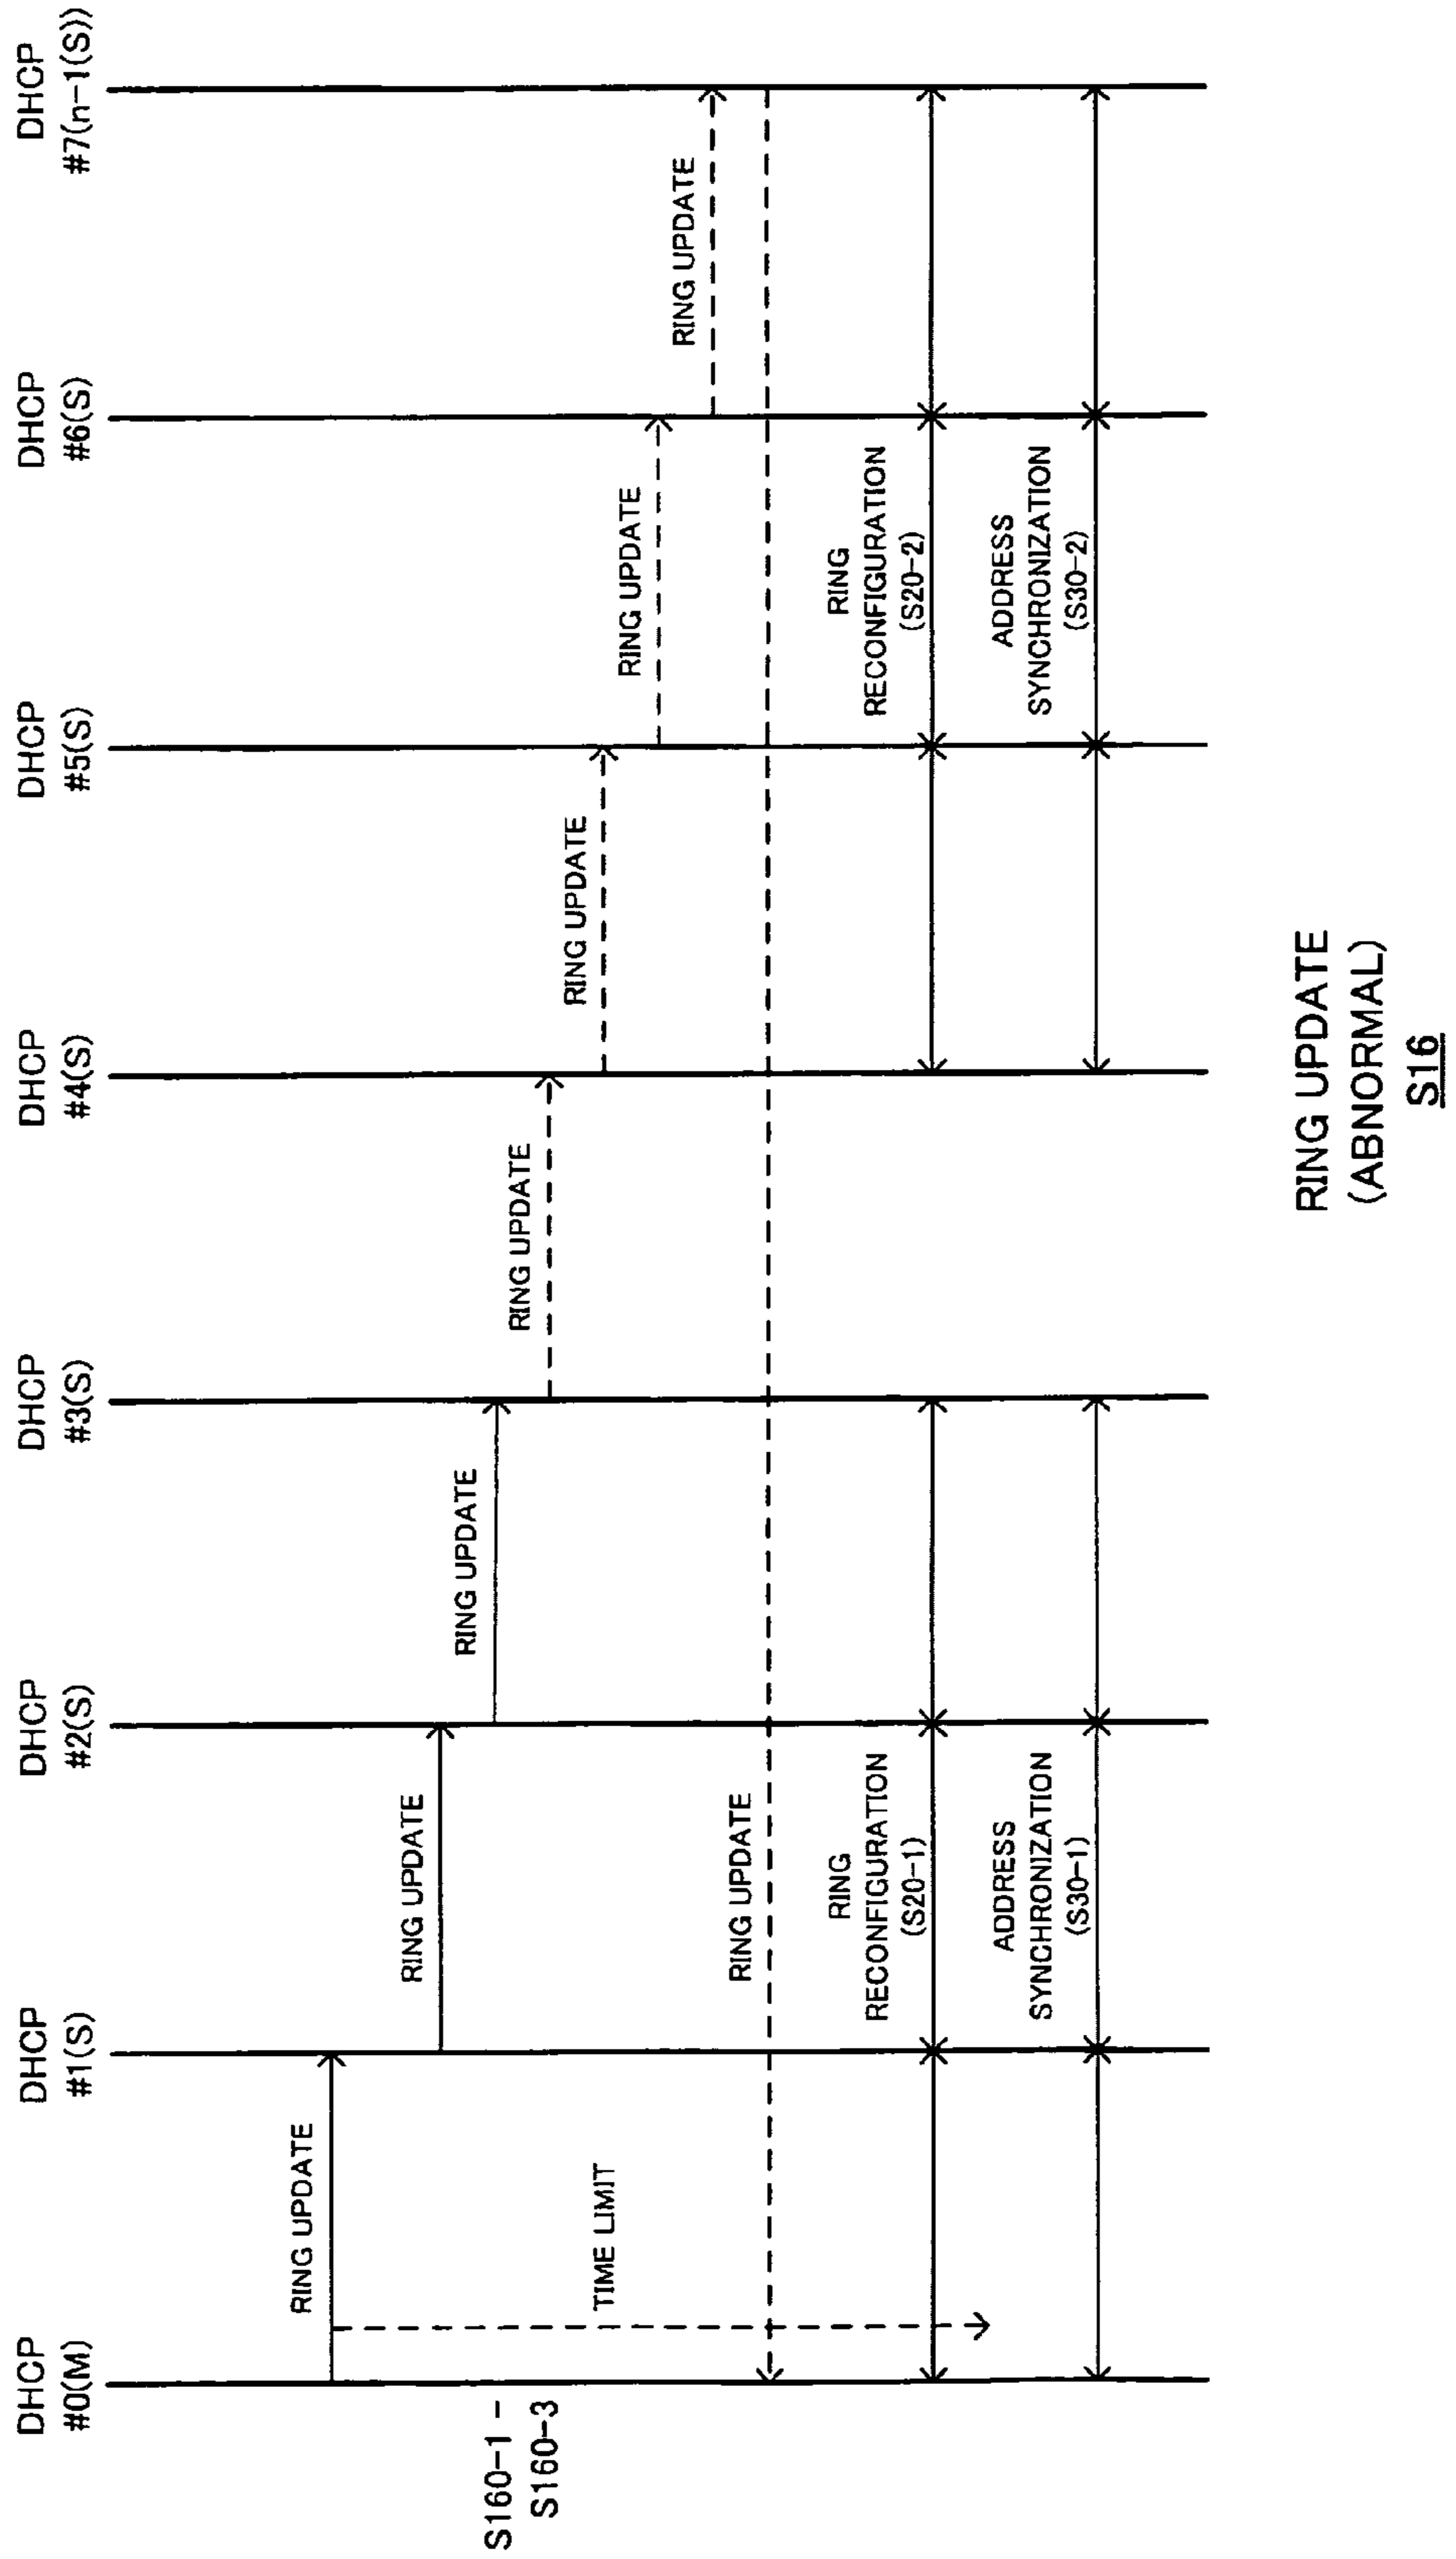 DHCP
#0(M)
DHCP
#1(S)
DHCP
#2(S)
DHCP
#3(S)
DHCP
#4(S)
DHCP
#5(S)
DHCP
#6(S)
DHCP
#7(n-1(S))
RING UPDATE
RING UPDATE
S160-1 -
S160-3
RING UPDATE
RING UPDATE
TIME LIMIT
RING UPDATE
RING UPDATE
RING UPDATE
RING UPDATE
RING
RECONFIGURATION
(S20-1)
RING
RECONFIGURATION
(S20-2)
ADDRESS
SYNCHRONIZATION
(S30-1)
ADDRESS
SYNCHRONIZATION
(S30-2)
RING UPDATE
(ABNORMAL)
S16